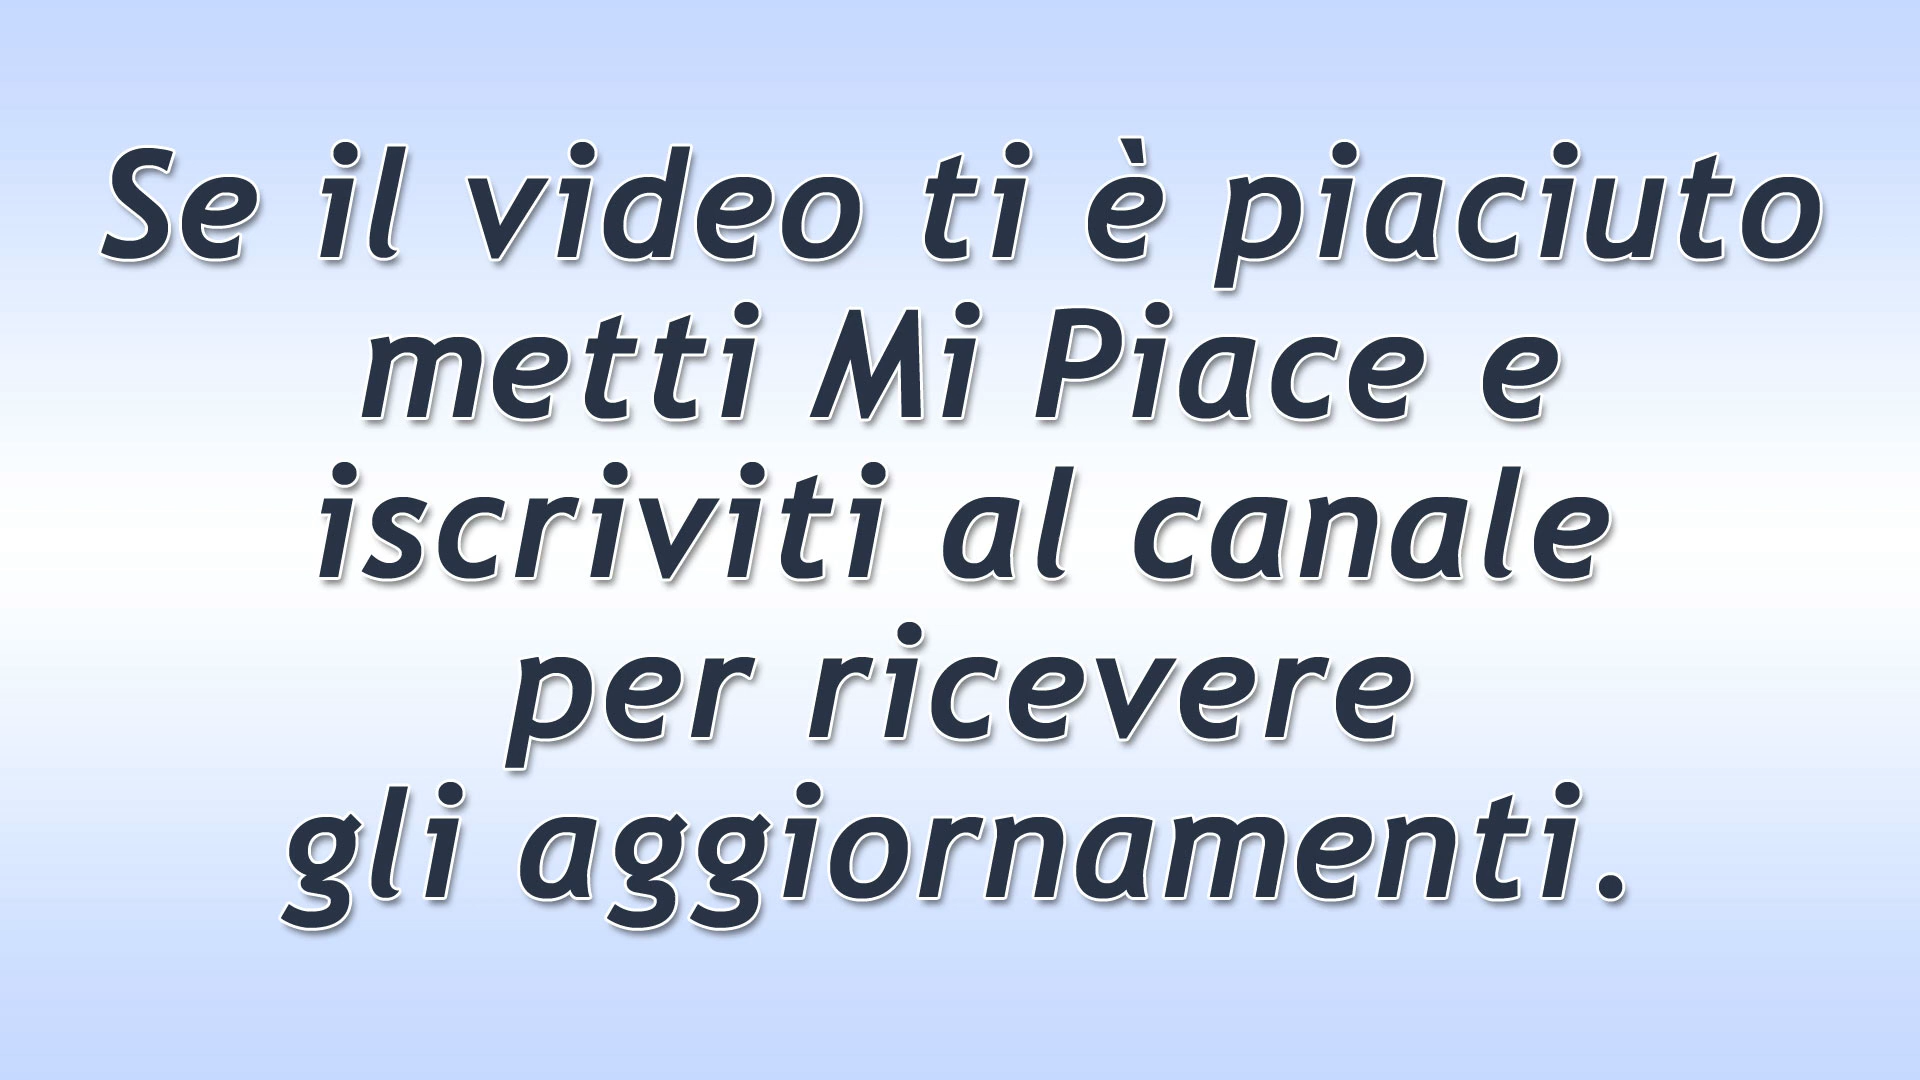 Se il video ti è piaciuto
metti Mi Piace e
iscriviti al canale
per ricevere
gli aggiornamenti.